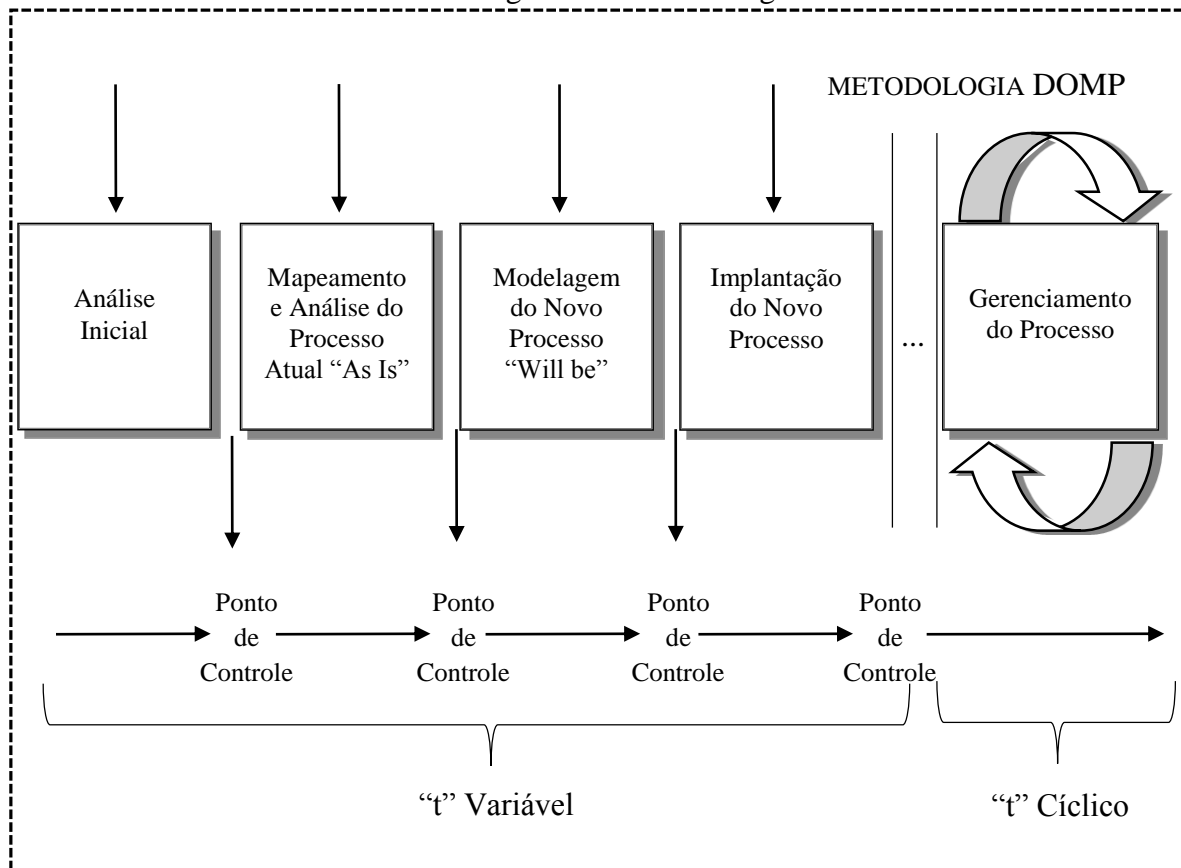 METODOLOGIA DOMP
Análise
Inicial
Mapeamento
e Análise do
Processo
Atual “As Is”
Modelagem
do Novo
Processo
“Will be”
Implantação
do Novo
Processo
...
Gerenciamento
do Processo
Ponto
de
Controle
Ponto
de
Controle
Ponto
de
Controle
Ponto
de
Controle
“t” Variável
“t” Cíclico